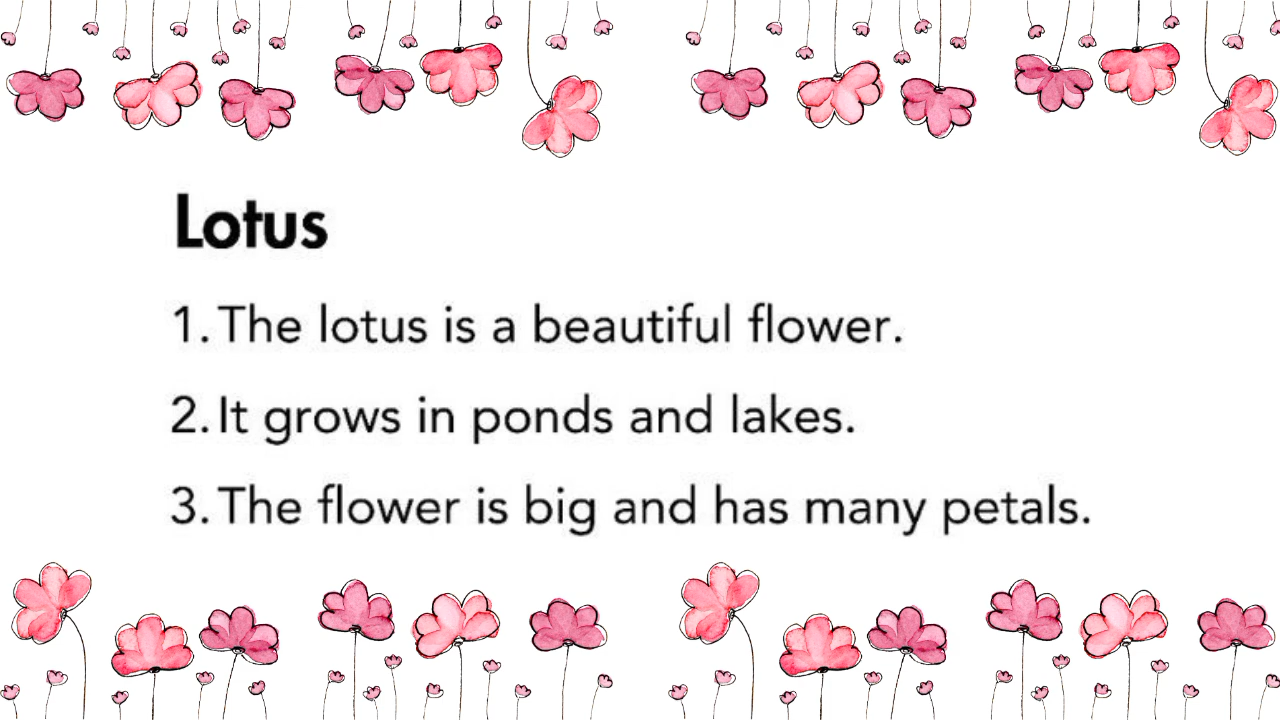 Lotus
1. The lotus is a beautiful flower.
2. It grows in ponds and lakes.
3. The flower is big and has many petals.